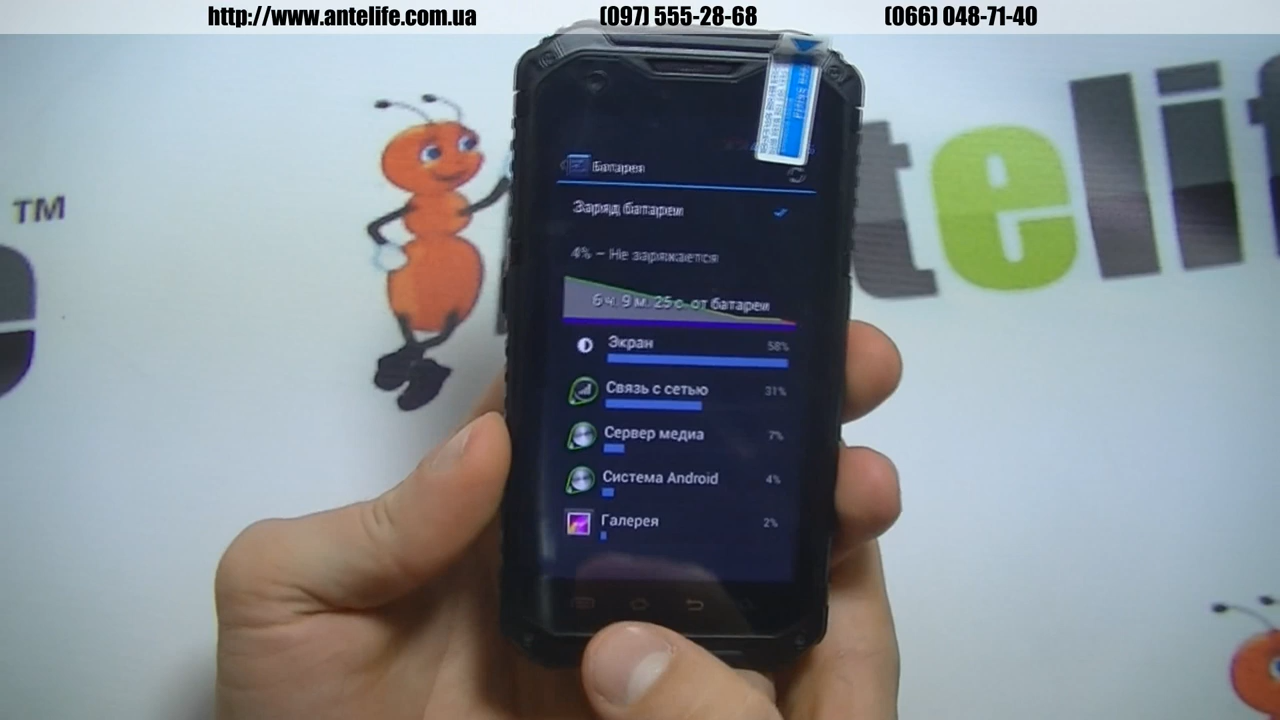 http://www.antelife.com.ua (097) 555-28-68 (066) 048-71-40
TM
telif
Батарея
Заряд батареи
4% – Не заряжается
6 ч. 9 м. 25 с. от батареи
Экран 58%
Связь с сетью 31%
Сервер медиа 7%
Система Android 4%
Галерея 2%